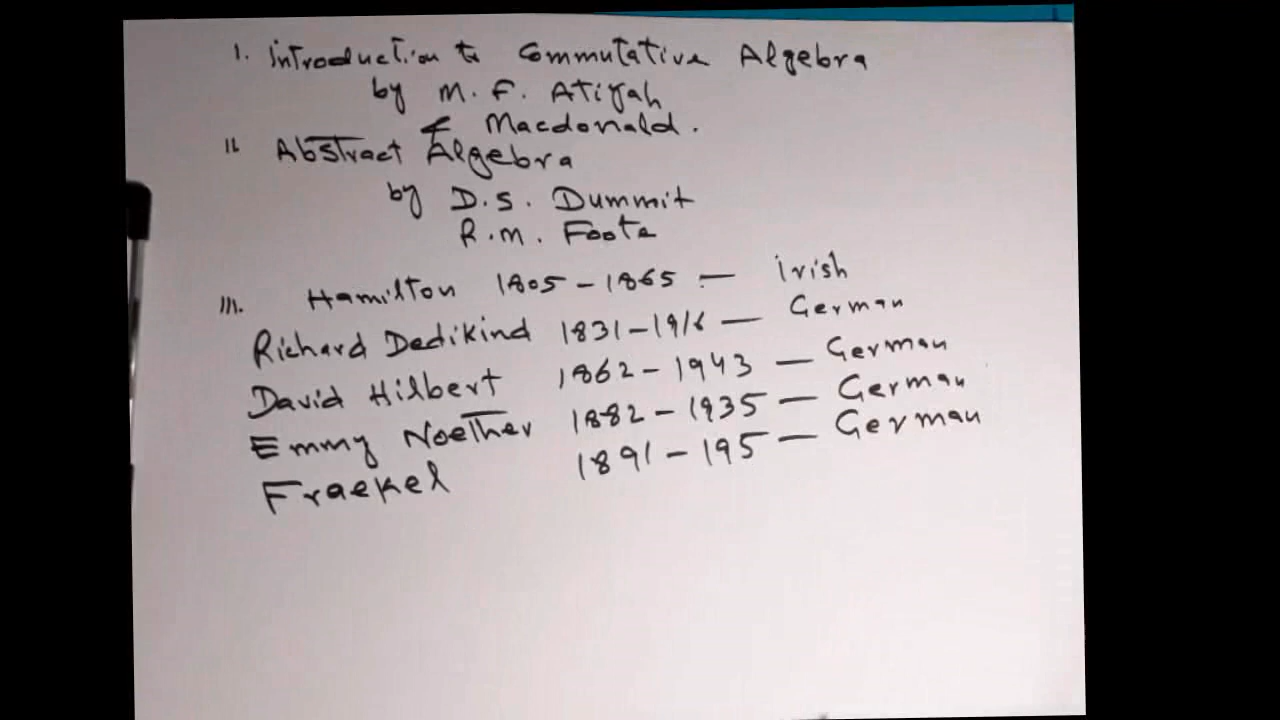 I. Introduction to Commutative Algebra
by M. F. Atiyah
& Macdonald.
II Abstract Algebra
by D.S. Dummit
R.M. Foote
III. Hamilton 1805 – 1865 — Irish
Richard Dedikind 1831 – 1916 — German
David Hilbert 1862 – 1943 — German
Emmy Noether 1882 – 1935 — German
Fraekel 1891 – 195 — German